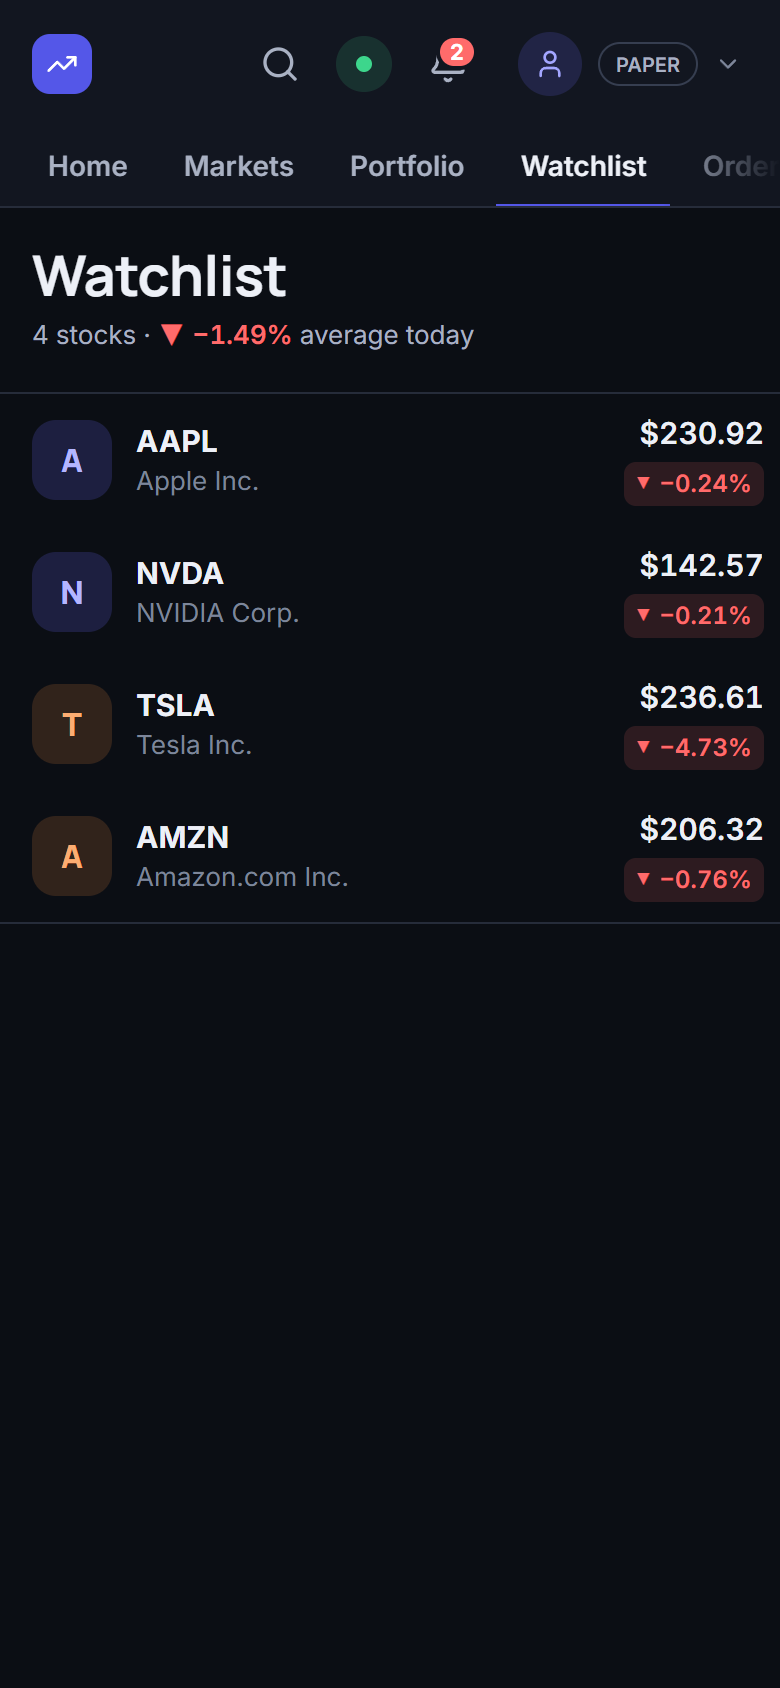 2
PAPER
Home Markets Portfolio Watchlist Order
Watchlist
4 stocks · ▼ −1.49% average today
A
AAPL
Apple Inc.
$230.92
▼ −0.24%
N
NVDA
NVIDIA Corp.
$142.57
▼ −0.21%
T
TSLA
Tesla Inc.
$236.61
▼ −4.73%
A
AMZN
Amazon.com Inc.
$206.32
▼ −0.76%